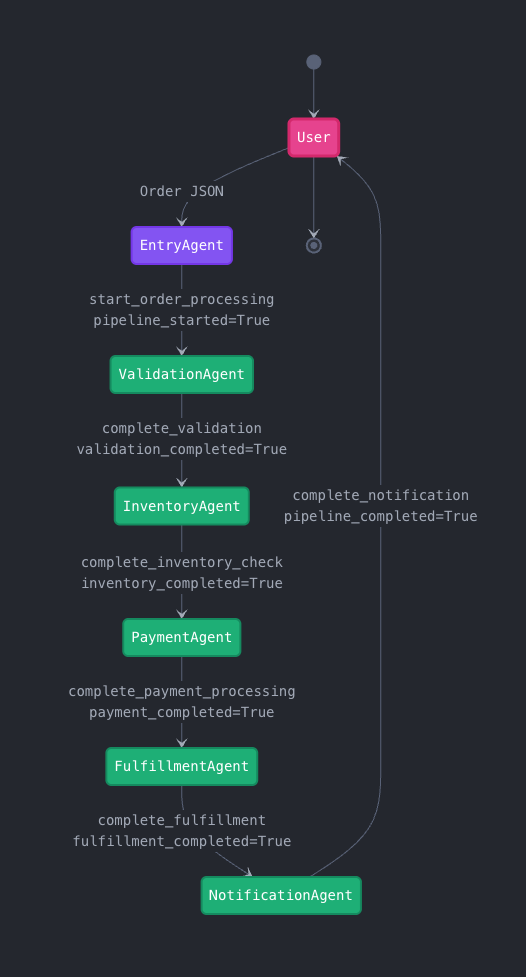 User
Order JSON
EntryAgent
start_order_processing
pipeline_started=True
ValidationAgent
complete_validation
validation_completed=True
InventoryAgent
complete_notification
pipeline_completed=True
complete_inventory_check
inventory_completed=True
PaymentAgent
complete_payment_processing
payment_completed=True
FulfillmentAgent
complete_fulfillment
fulfillment_completed=True
NotificationAgent